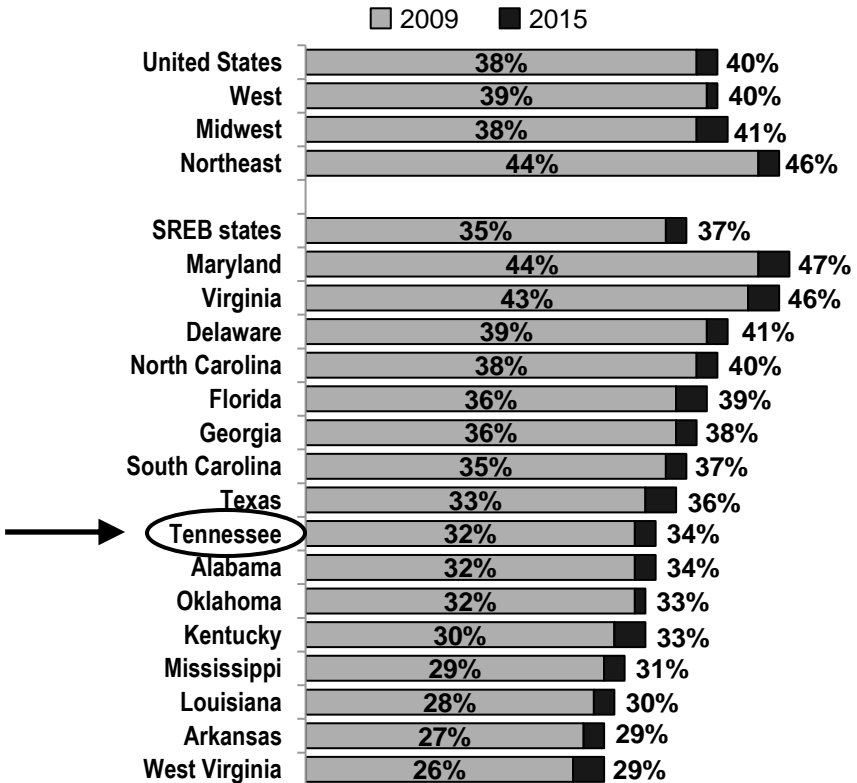 2009 2015
United States 38% 40%
West 39% 40%
Midwest 38% 41%
Northeast 44% 46%
SREB states 35% 37%
Maryland 44% 47%
Virginia 43% 46%
Delaware 39% 41%
North Carolina 38% 40%
Florida 36% 39%
Georgia 36% 38%
South Carolina 35% 37%
Texas 33% 36%
Tennessee 32% 34%
Alabama 32% 34%
Oklahoma 32% 33%
Kentucky 30% 33%
Mississippi 29% 31%
Louisiana 28% 30%
Arkansas 27% 29%
West Virginia 26% 29%